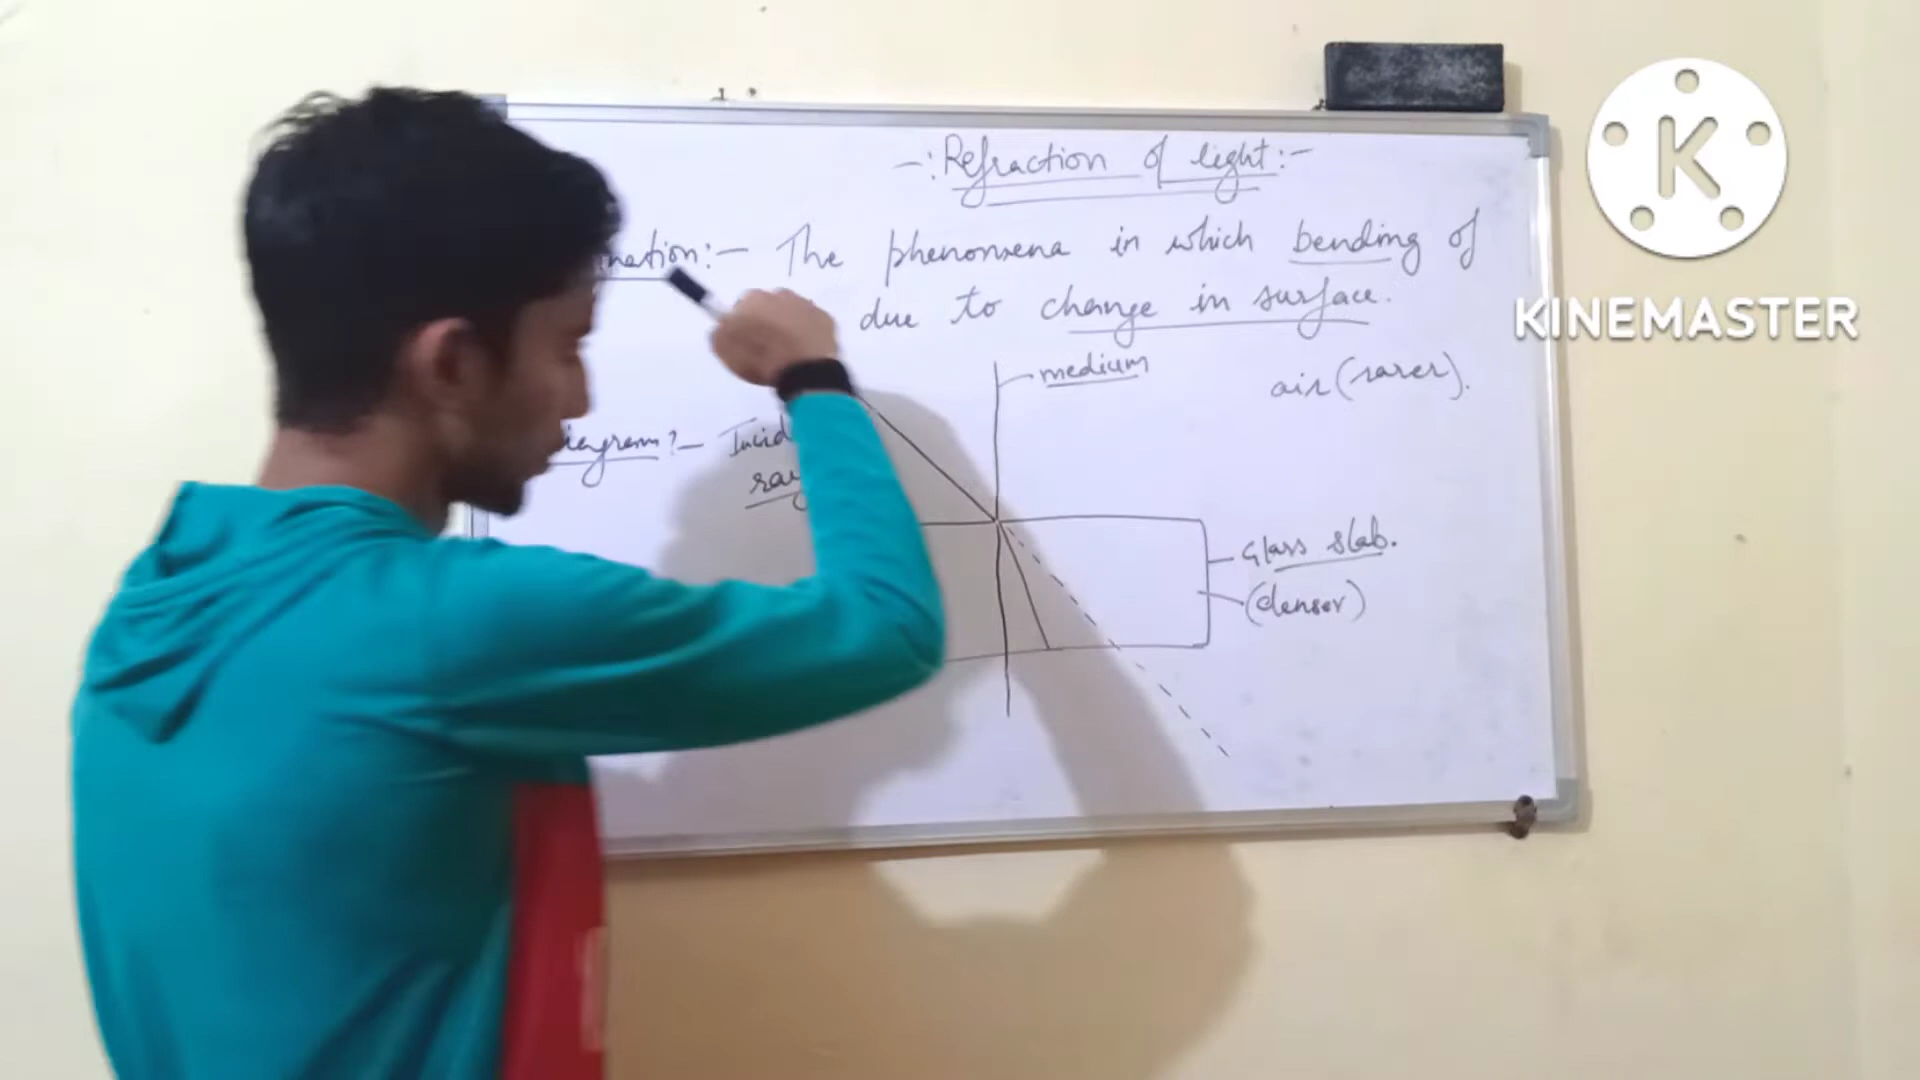 -: Refraction of light :-
ination:- The phenomena in which bending of
due to change in surface.
medium
air (rarer).
iagram:- Incid
ray
Glass slab.
(denser)
K
KINEMASTER